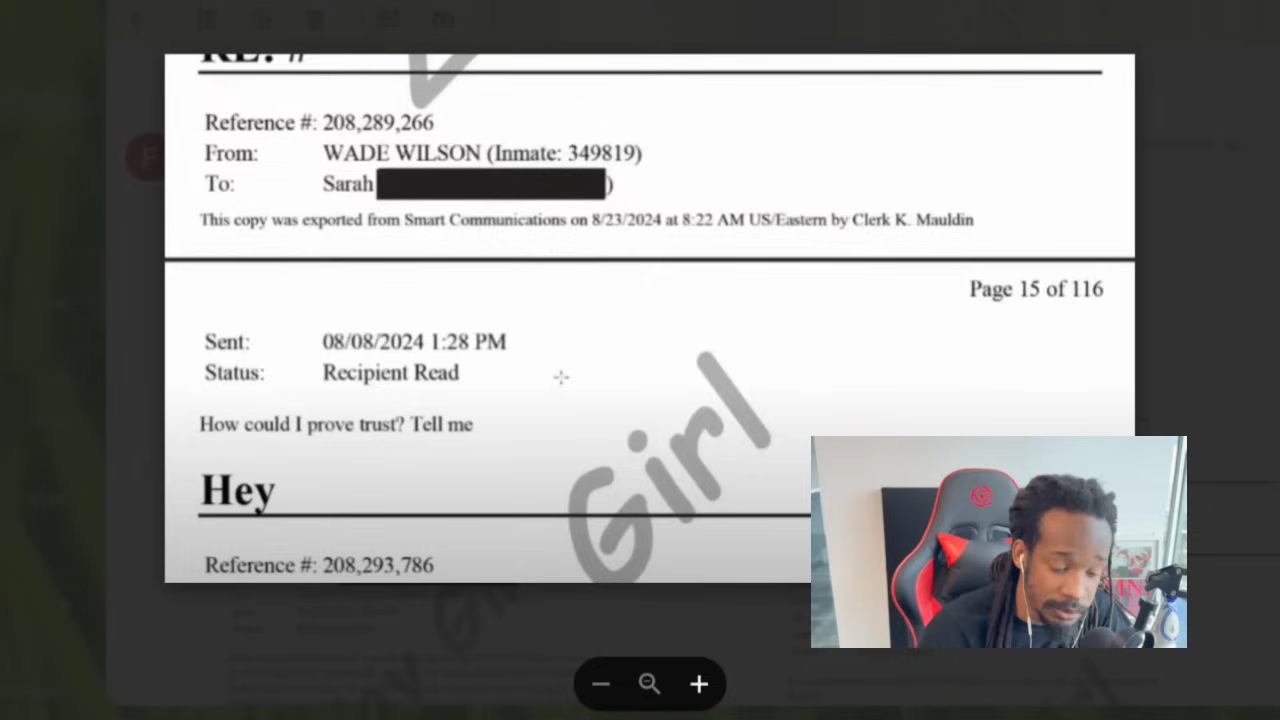 RE: #
Reference #: 208,289,266
From: WADE WILSON (Inmate: 349819)
To: Sarah )
This copy was exported from Smart Communications on 8/23/2024 at 8:22 AM US/Eastern by Clerk K. Mauldin
Page 15 of 116
Sent: 08/08/2024 1:28 PM
Status: Recipient Read
How could I prove trust? Tell me
Girl
Hey
Reference #: 208,293,786